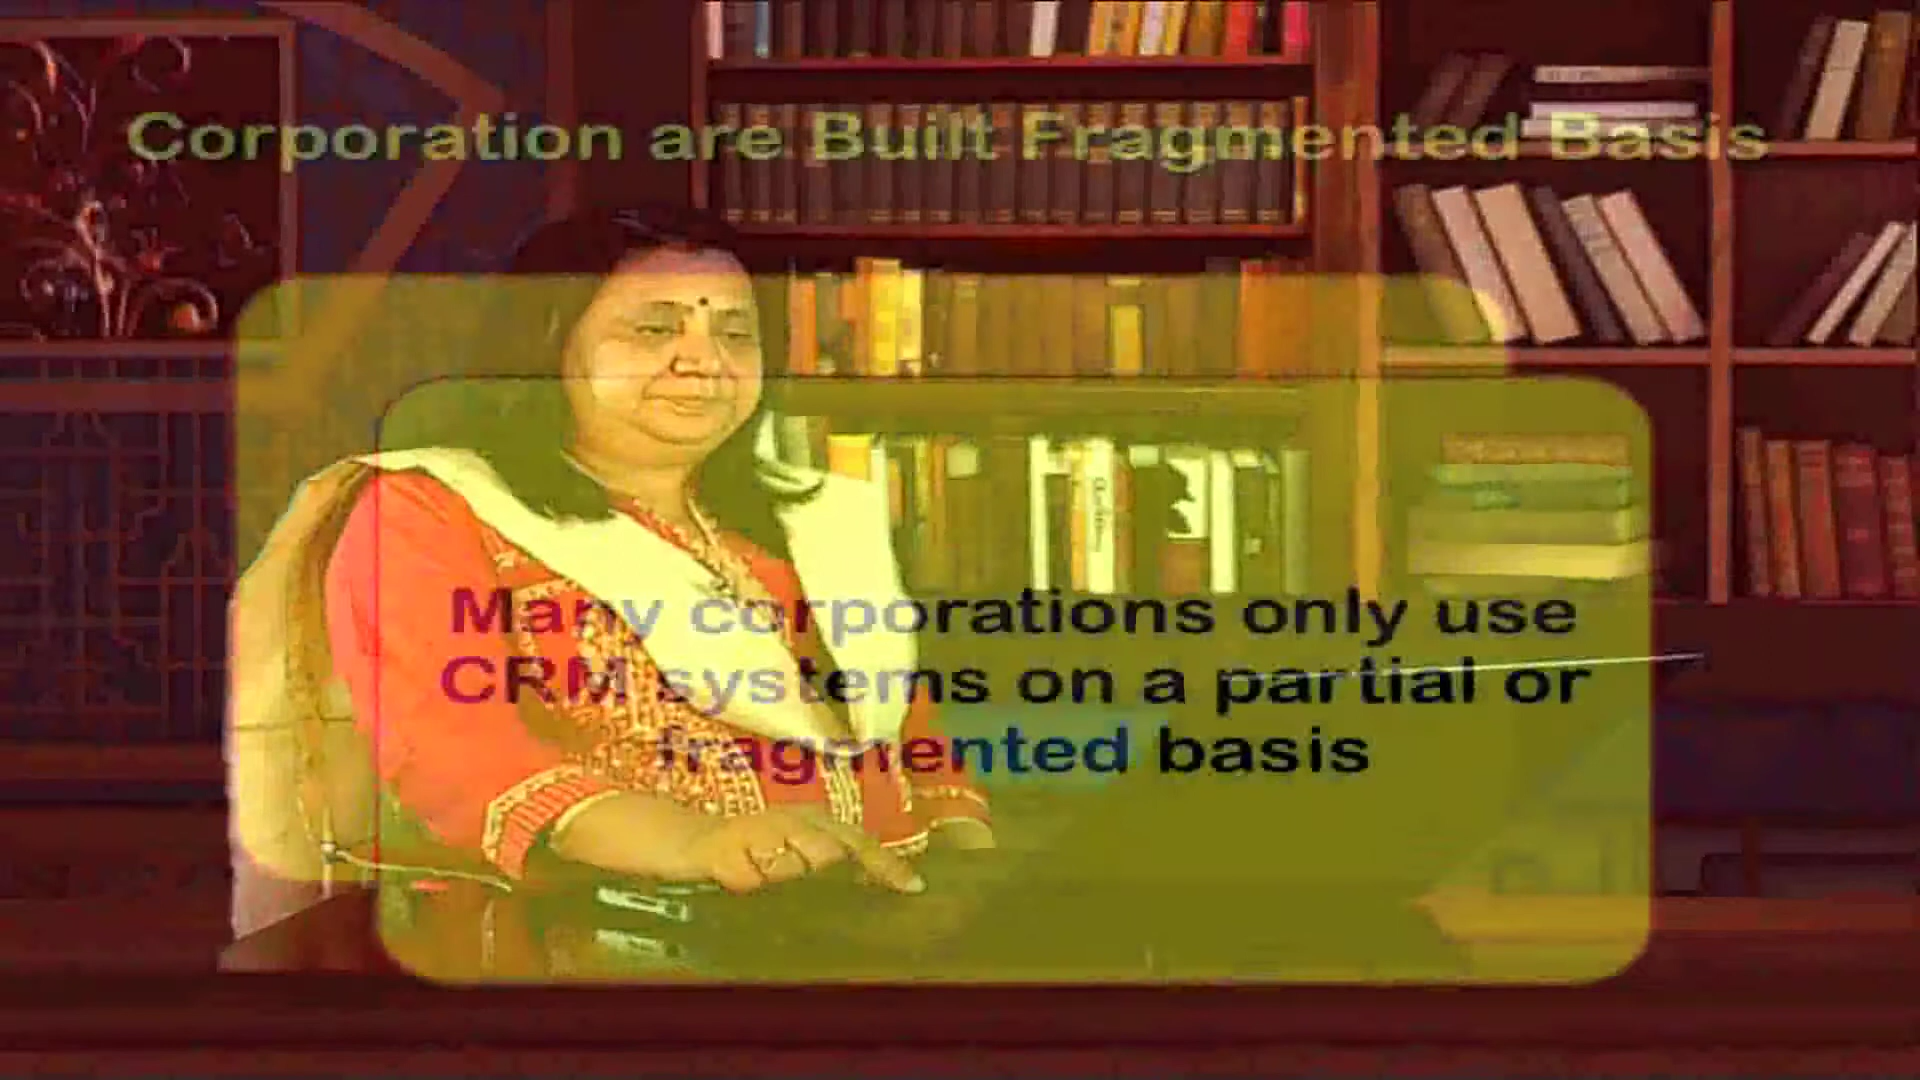 Corporation are Built Fragmented Basis
Many corporations only use
CRM systems on a partial or
fragmented basis